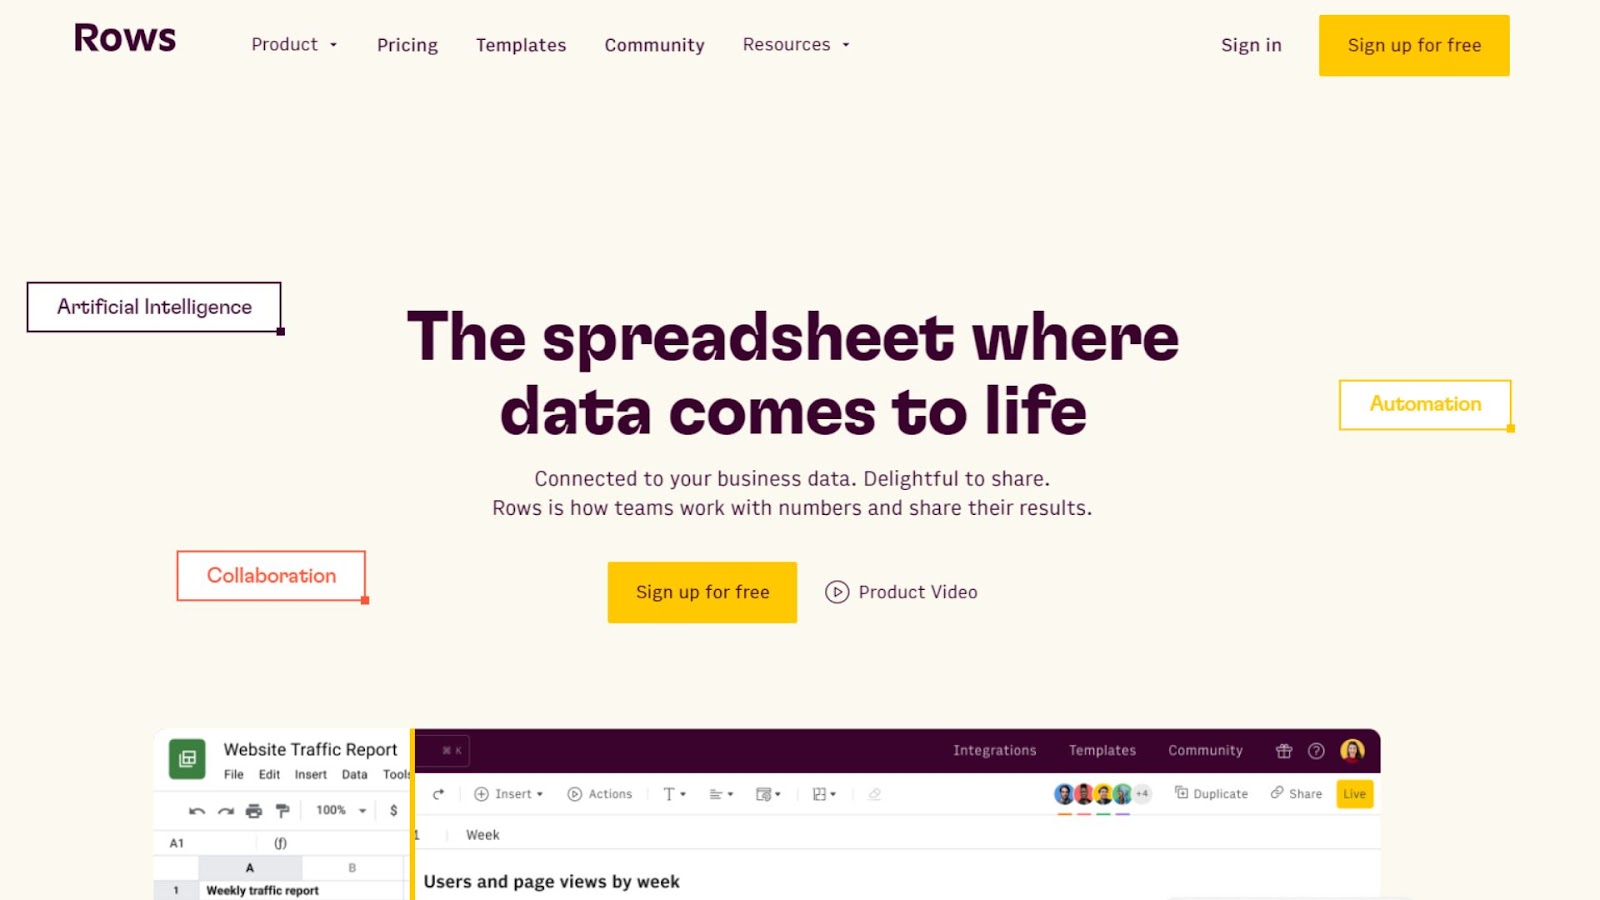 Rows
Product
Pricing
Templates
Community
Resources
Sign in
Sign up for free
Artificial Intelligence
The spreadsheet where
data comes to life
Automation
Connected to your business data. Delightful to share.
Rows is how teams work with numbers and share their results.
Collaboration
Sign up for free
Product Video
Website Traffic Report
File Edit Insert Data Tools
100% $
A1 (f)
A B
1 Weekly traffic report
⌘ K
Integrations Templates Community
Insert Actions T +4 Duplicate Share Live
1 Week
Users and page views by week